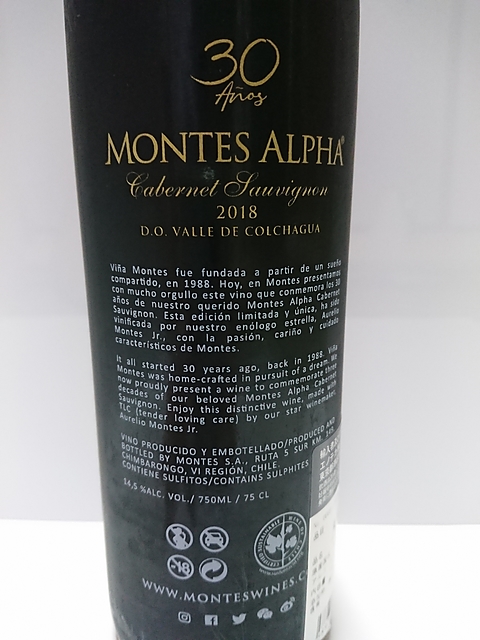 30
Años
MONTES ALPHA®
Cabernet Sauvignon
2018
D.O. VALLE DE COLCHAGUA
Viña Montes fue fundada a partir de un sueño
compartido, en 1988. Hoy, en Montes presentamos
con mucho orgullo este vino que conmemora los 30
años de nuestro querido Montes Alpha Cabernet
Sauvignon. Esta edición limitada y única, ha sido
vinificada por nuestro enólogo estrella, Aurelio
Montes Jr., con la pasión, cariño y cuidado
característicos de Montes.
It all started 30 years ago, back in 1988. Viña
Montes was home-crafted in pursuit of a dream. We
now proudly present a wine to commemorate three
decades of our beloved Montes Alpha Cabernet
Sauvignon. Enjoy this distinctive wine, made with
TLC (tender loving care) by our star winemaker,
Aurelio Montes Jr.
VINO PRODUCIDO Y EMBOTELLADO/PRODUCED AND
BOTTLED BY MONTES S.A., RUTA 5 SUR KM. 145,
CHIMBARONGO, VI REGIÓN, CHILE.
CONTIENE SULFITOS/CONTAINS SULPHITES
14,5 %ALC. VOL./ 750ML / 75 CL
-18
WWW.MONTESWINES.C